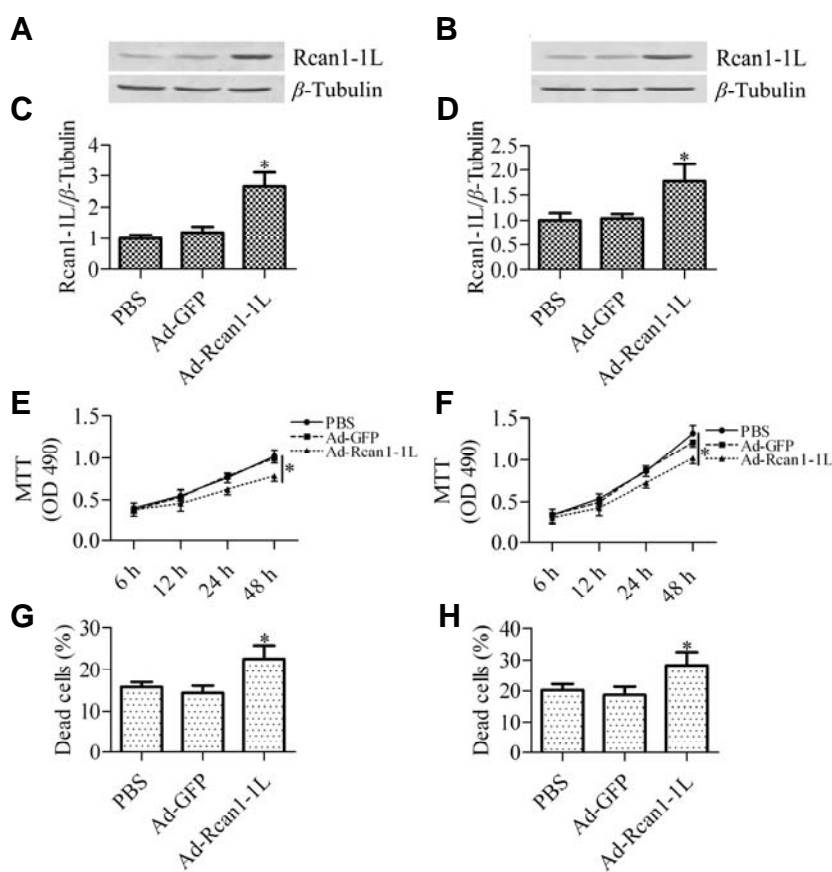 A
Rcan1-1L
β-Tubulin
B
Rcan1-1L
β-Tubulin
C
Rcan1-1L/β-Tubulin
4
3
2
1
0
*
PBS
Ad-GFP
Ad-Rcan1-1L
D
Rcan1-1L/β-Tubulin
2.5
2.0
1.5
1.0
0.5
0.0
*
PBS
Ad-GFP
Ad-Rcan1-1L
E
MTT
(OD 490)
1.5
1.0
0.5
0.0
PBS
Ad-GFP
Ad-Rcan1-1L
*
6 h
12 h
24 h
48 h
F
MTT
(OD 490)
1.5
1.0
0.5
0.0
PBS
Ad-GFP
Ad-Rcan1-1L
*
6 h
12 h
24 h
48 h
G
Dead cells (%)
30
20
10
0
*
PBS
Ad-GFP
Ad-Rcan1-1L
H
Dead cells (%)
40
30
20
10
0
*
PBS
Ad-GFP
Ad-Rcan1-1L